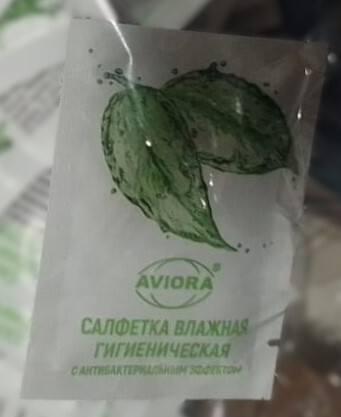 AVIORA®
САЛФЕТКА ВЛАЖНАЯ
ГИГИЕНИЧЕСКАЯ
С АНТИБАКТЕРИАЛЬНЫМ ЭФФЕКТОМ